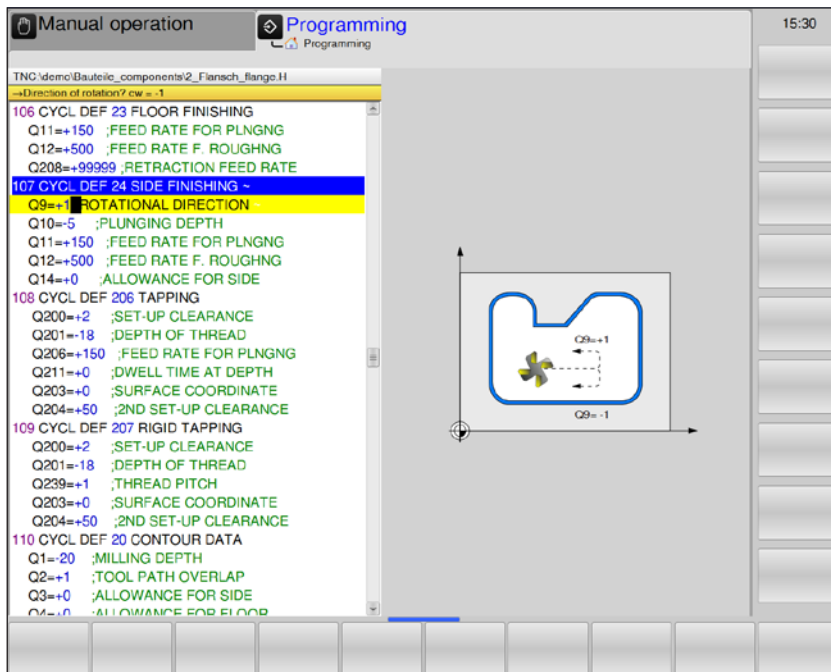 Manual operation
Programming
Programming
15:30
TNC:\demo\Bauteile_components\2_Flansch_flange.H
→Direction of rotation? cw = -1
106 CYCL DEF 23 FLOOR FINISHING
Q11=+150 ;FEED RATE FOR PLNGNG
Q12=+500 ;FEED RATE F. ROUGHNG
Q208=+99999 ;RETRACTION FEED RATE
107 CYCL DEF 24 SIDE FINISHING ~
Q9=+1 ROTATIONAL DIRECTION ~
Q10=-5 ;PLUNGING DEPTH
Q11=+150 ;FEED RATE FOR PLNGNG
Q12=+500 ;FEED RATE F. ROUGHNG
Q14=+0 ;ALLOWANCE FOR SIDE
108 CYCL DEF 206 TAPPING
Q200=+2 ;SET-UP CLEARANCE
Q201=-18 ;DEPTH OF THREAD
Q206=+150 ;FEED RATE FOR PLNGNG
Q211=+0 ;DWELL TIME AT DEPTH
Q203=+0 ;SURFACE COORDINATE
Q204=+50 ;2ND SET-UP CLEARANCE
109 CYCL DEF 207 RIGID TAPPING
Q200=+2 ;SET-UP CLEARANCE
Q201=-18 ;DEPTH OF THREAD
Q239=+1 ;THREAD PITCH
Q203=+0 ;SURFACE COORDINATE
Q204=+50 ;2ND SET-UP CLEARANCE
110 CYCL DEF 20 CONTOUR DATA
Q1=-20 ;MILLING DEPTH
Q2=+1 ;TOOL PATH OVERLAP
Q3=+0 ;ALLOWANCE FOR SIDE
Q4=+0 ;ALLOWANCE FOR FLOOR
Q9=+1
Q9= -1